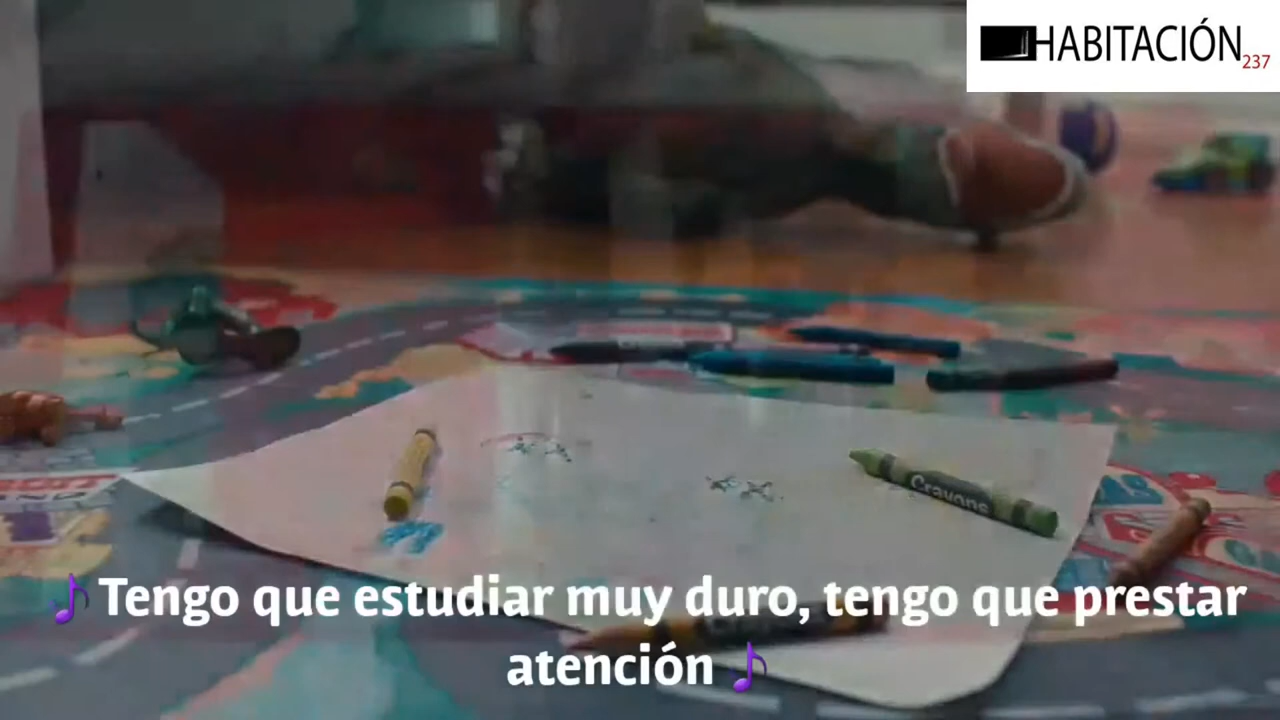 HABITACIÓN
237
Crayons
♪ Tengo que estudiar muy duro, tengo que prestar
atención ♪